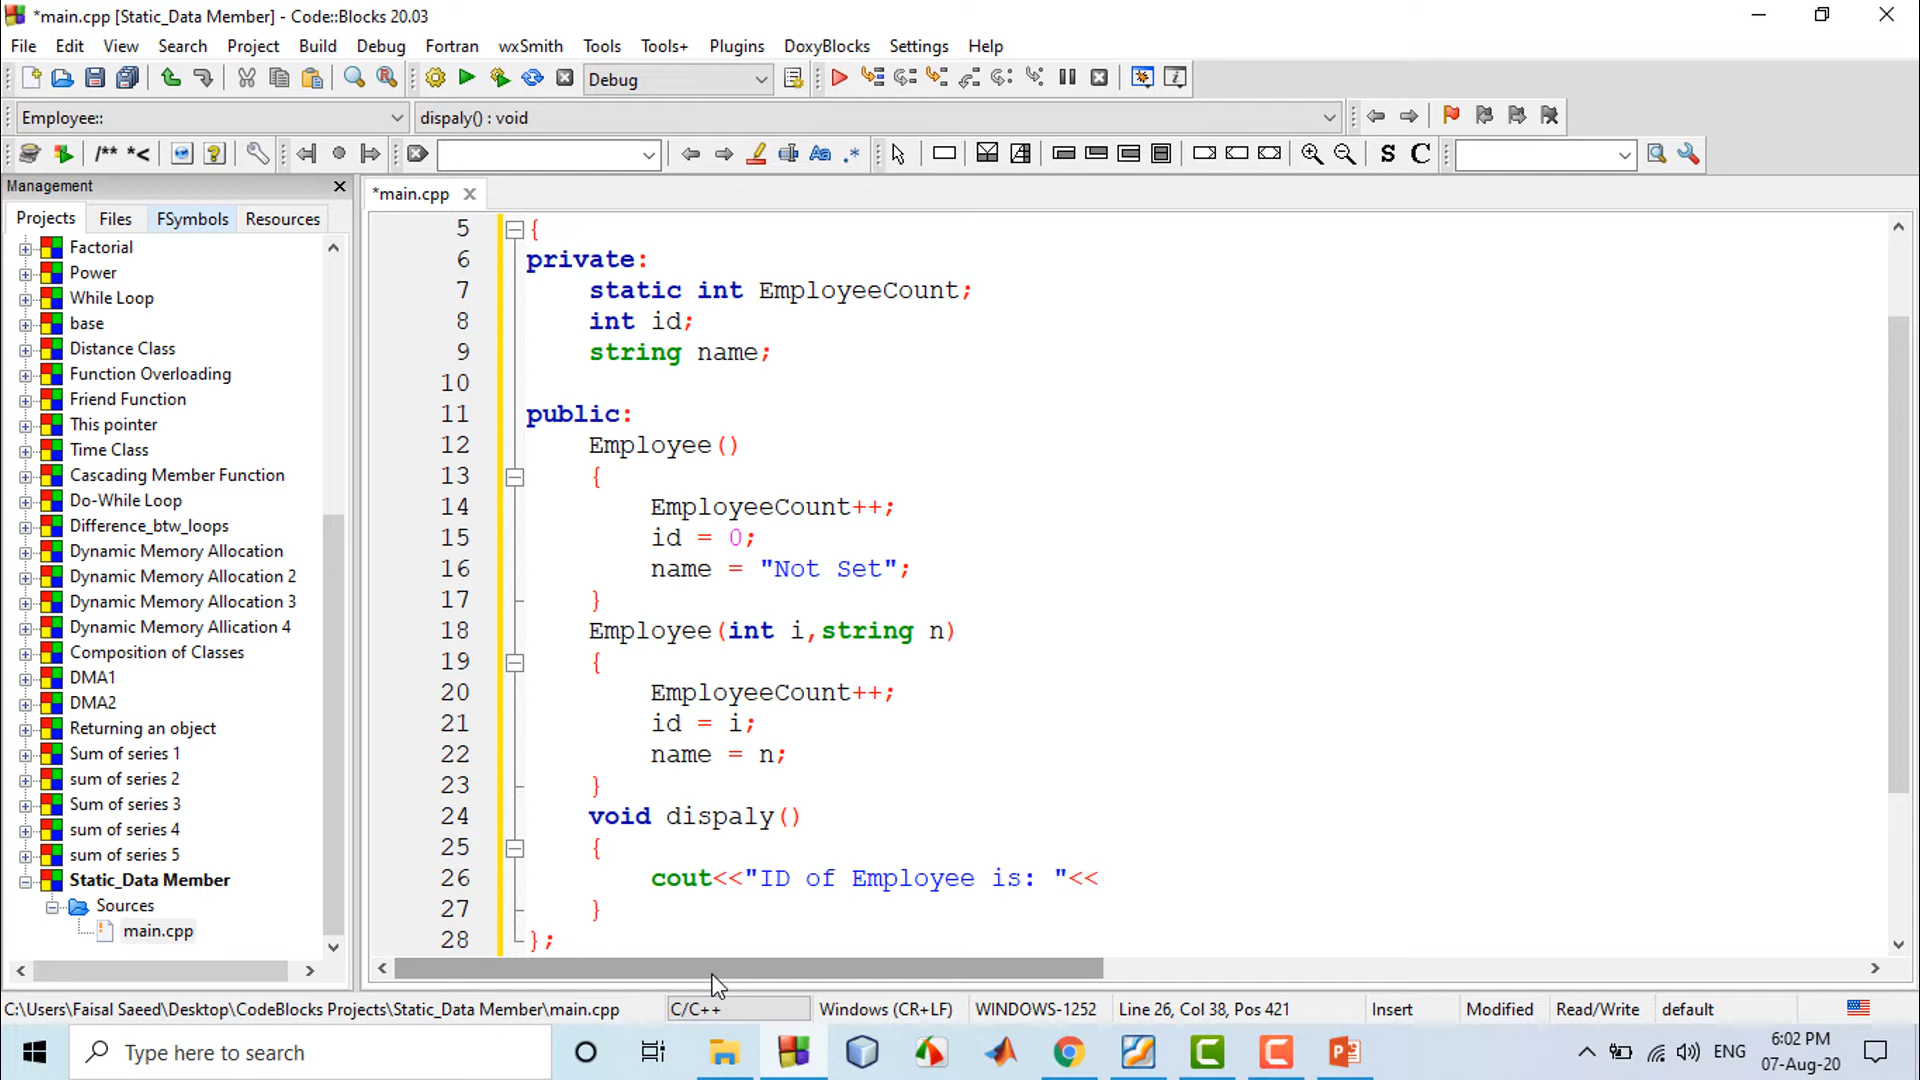 *main.cpp [Static_Data Member] - Code::Blocks 20.03
File Edit View Search Project Build Debug Fortran wxSmith Tools Tools+ Plugins DoxyBlocks Settings Help
Debug
Employee:: dispaly() : void
/** *< Aa .* S C
Management
*main.cpp
Projects Files FSymbols Resources
Factorial
Power
While Loop
base
Distance Class
Function Overloading
Friend Function
This pointer
Time Class
Cascading Member Function
Do-While Loop
Difference_btw_loops
Dynamic Memory Allocation
Dynamic Memory Allocation 2
Dynamic Memory Allocation 3
Dynamic Memory Allication 4
Composition of Classes
DMA1
DMA2
Returning an object
Sum of series 1
sum of series 2
Sum of series 3
sum of series 4
sum of series 5
Static_Data Member
Sources
main.cpp
5 {
6 private:
7 static int EmployeeCount;
8 int id;
9 string name;
10
11 public:
12 Employee()
13 {
14 EmployeeCount++;
15 id = 0;
16 name = "Not Set";
17 }
18 Employee(int i,string n)
19 {
20 EmployeeCount++;
21 id = i;
22 name = n;
23 }
24 void dispaly()
25 {
26 cout<<"ID of Employee is: "<<
27 }
28 };
C:\Users\Faisal Saeed\Desktop\CodeBlocks Projects\Static_Data Member\main.cpp C/C++ Windows (CR+LF) WINDOWS-1252 Line 26, Col 38, Pos 421 Insert Modified Read/Write default
Type here to search
ENG
6:02 PM
07-Aug-20